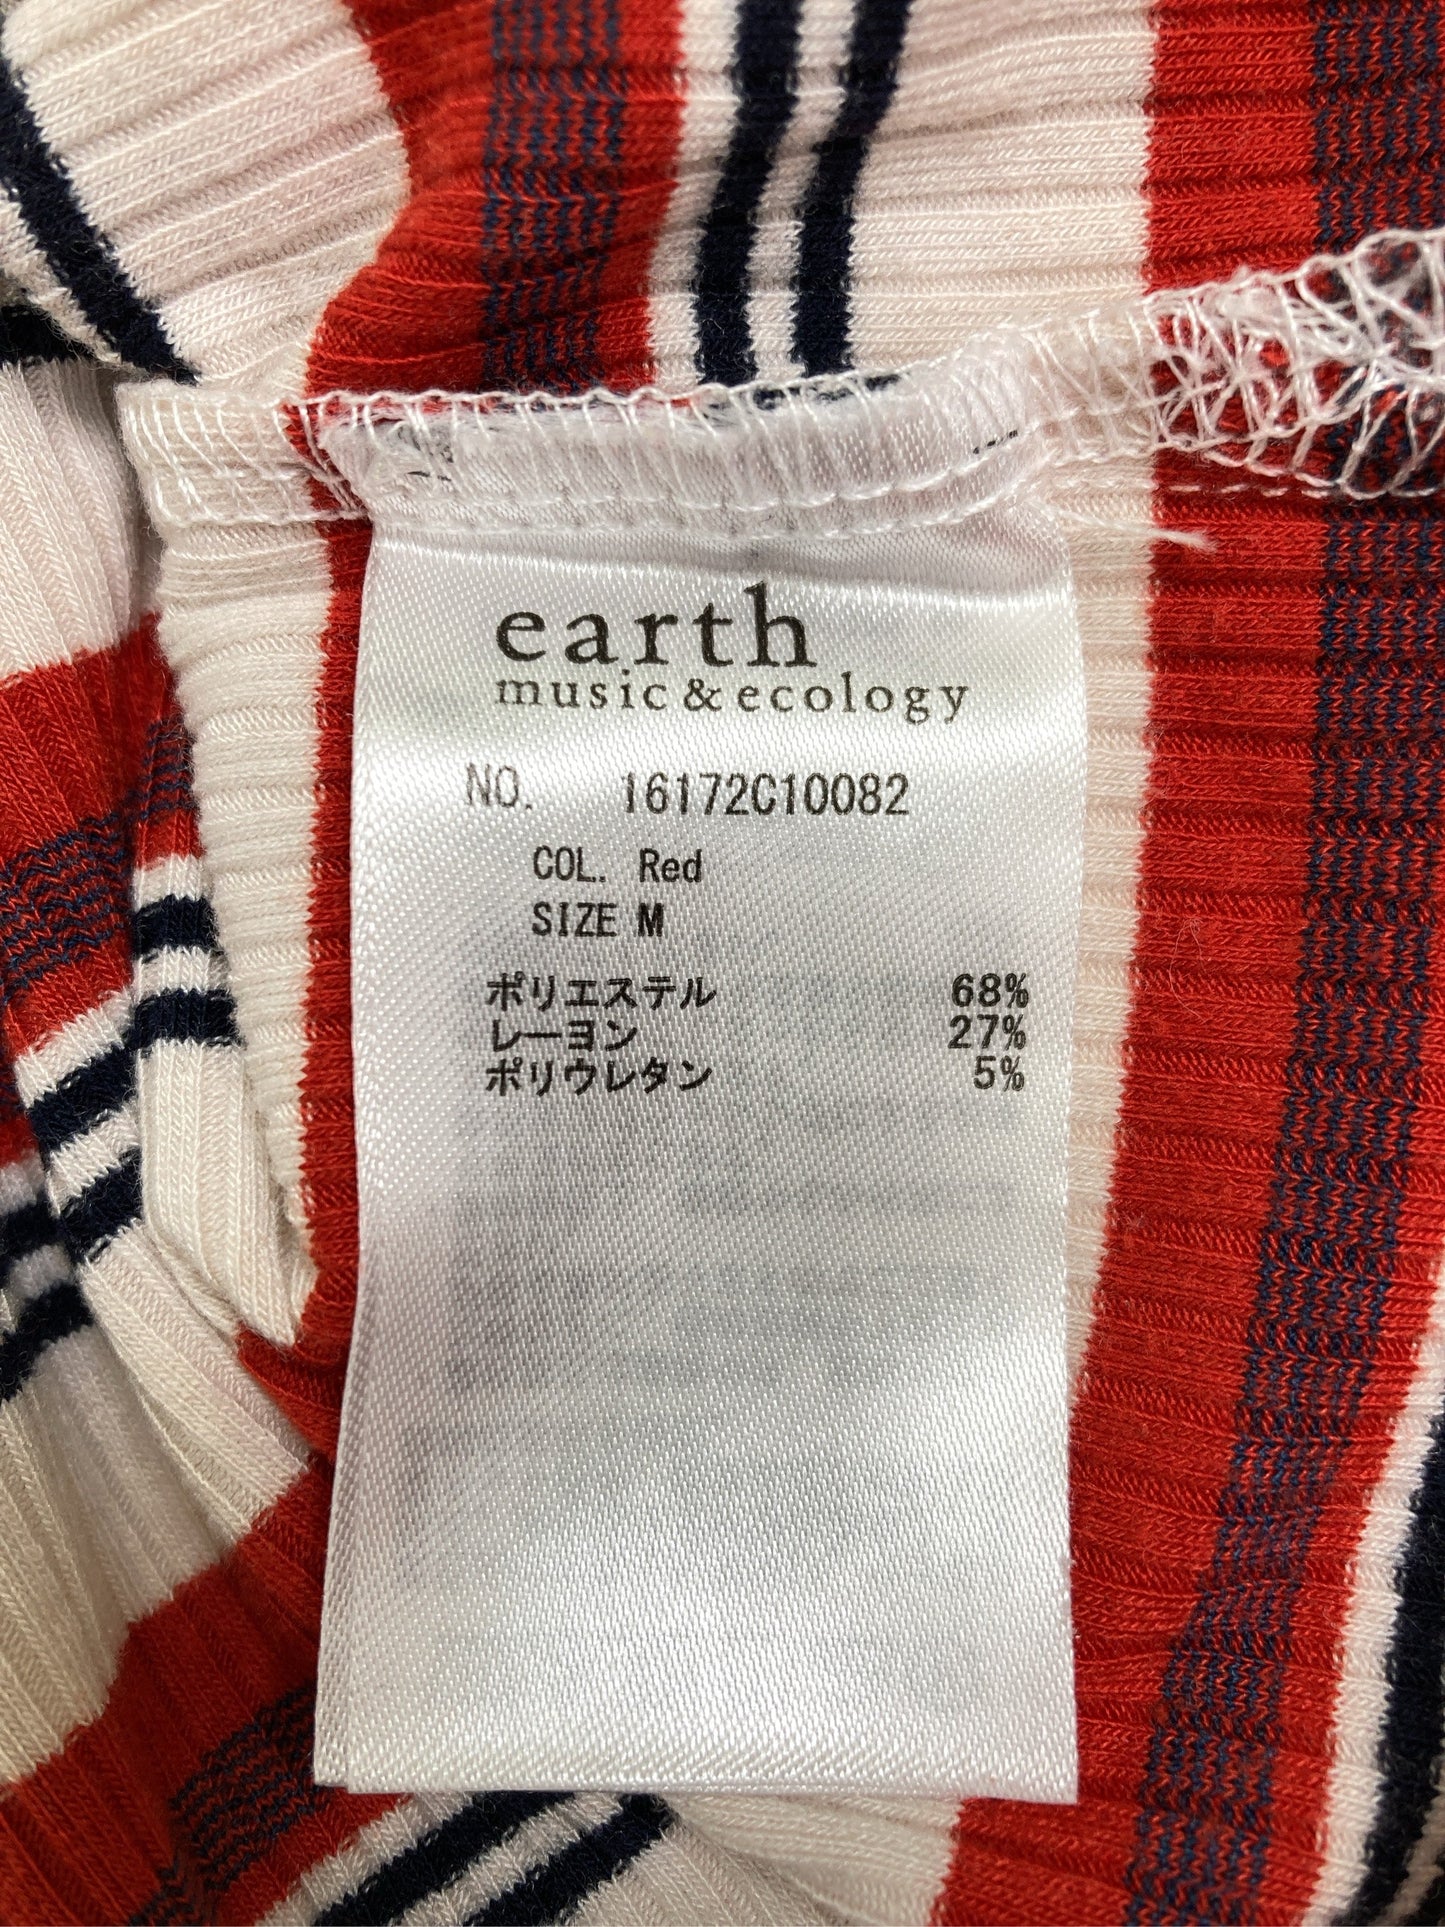 earth
music & ecology
NO. 16172C10082
COL. Red
SIZE M
ポリエステル 68%
レーヨン 27%
ポリウレタン 5%